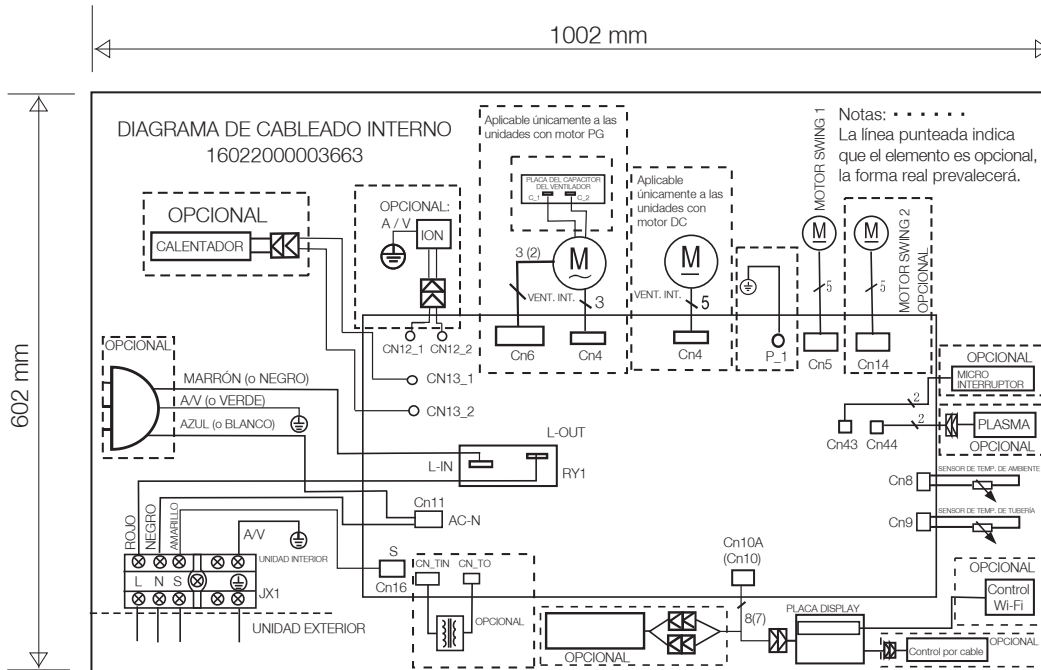 1002 mm
602 mm
DIAGRAMA DE CABLEADO INTERNO
16022000003663
Aplicable únicamente a las
unidades con motor PG
PLACA DEL CAPACITOR
DEL VENTILADOR
C_1
C_2
3 (2)
M
VENT. INT.
3
Cn6
Cn4
Aplicable
únicamente a las
unidades con
motor DC
M
VENT. INT.
5
Cn4
P_1
MOTOR SWING 1
M
5
Cn5
Notas:
La línea punteada indica
que el elemento es opcional,
la forma real prevalecerá.
M
5
MOTOR SWING 2
OPCIONAL
Cn14
OPCIONAL
CALENTADOR
OPCIONAL:
A / V
ION
CN12_1
CN12_2
CN13_1
CN13_2
OPCIONAL
MARRÓN (o NEGRO)
A/V (o VERDE)
AZUL (o BLANCO)
L-OUT
L-IN
RY1
Cn11
AC-N
OPCIONAL
MICRO
INTERRUPTOR
2
Cn43
Cn44
2
PLASMA
OPCIONAL
Cn8
SENSOR DE TEMP. DE AMBIENTE
Cn9
SENSOR DE TEMP. DE TUBERÍA
ROJO
NEGRO
AMARILLO
A/V
UNIDAD INTERIOR
L N S
JX1
UNIDAD EXTERIOR
S
Cn16
CN_TIN
CN_TO
OPCIONAL
Cn10A
(Cn10)
8(7)
OPCIONAL
PLACA DISPLAY
OPCIONAL
Control
Wi-Fi
OPCIONAL
Control por cable